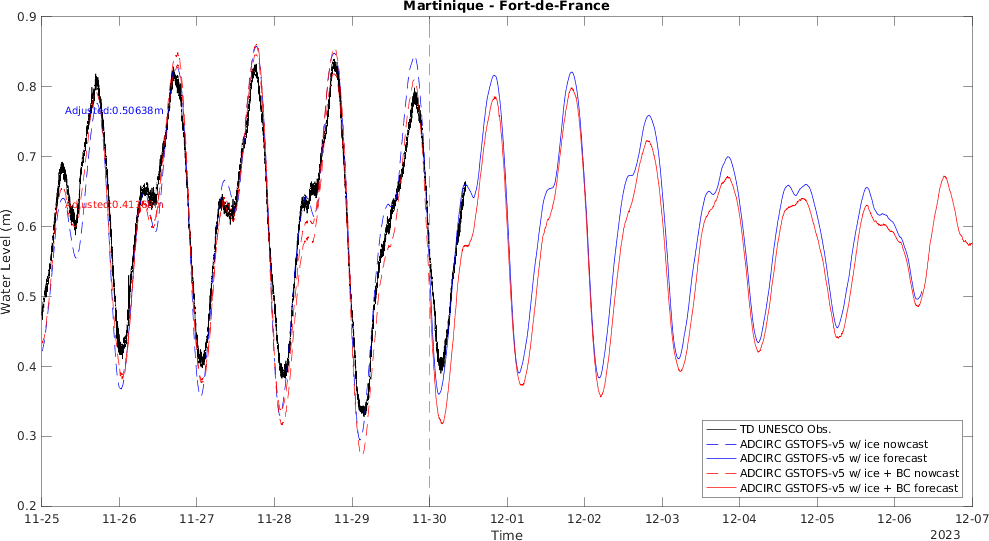 Martinique - Fort-de-France
0.9
0.8
0.7
0.6
0.5
0.4
0.3
0.2
Water Level (m)
Adjusted:0.50638m
TD UNESCO Obs.
ADCIRC GSTOFS-v5 w/ ice nowcast
ADCIRC GSTOFS-v5 w/ ice forecast
ADCIRC GSTOFS-v5 w/ ice + BC nowcast
ADCIRC GSTOFS-v5 w/ ice + BC forecast
11-25 11-26 11-27 11-28 11-29 11-30 12-01 12-02 12-03 12-04 12-05 12-06 12-07
Time
2023